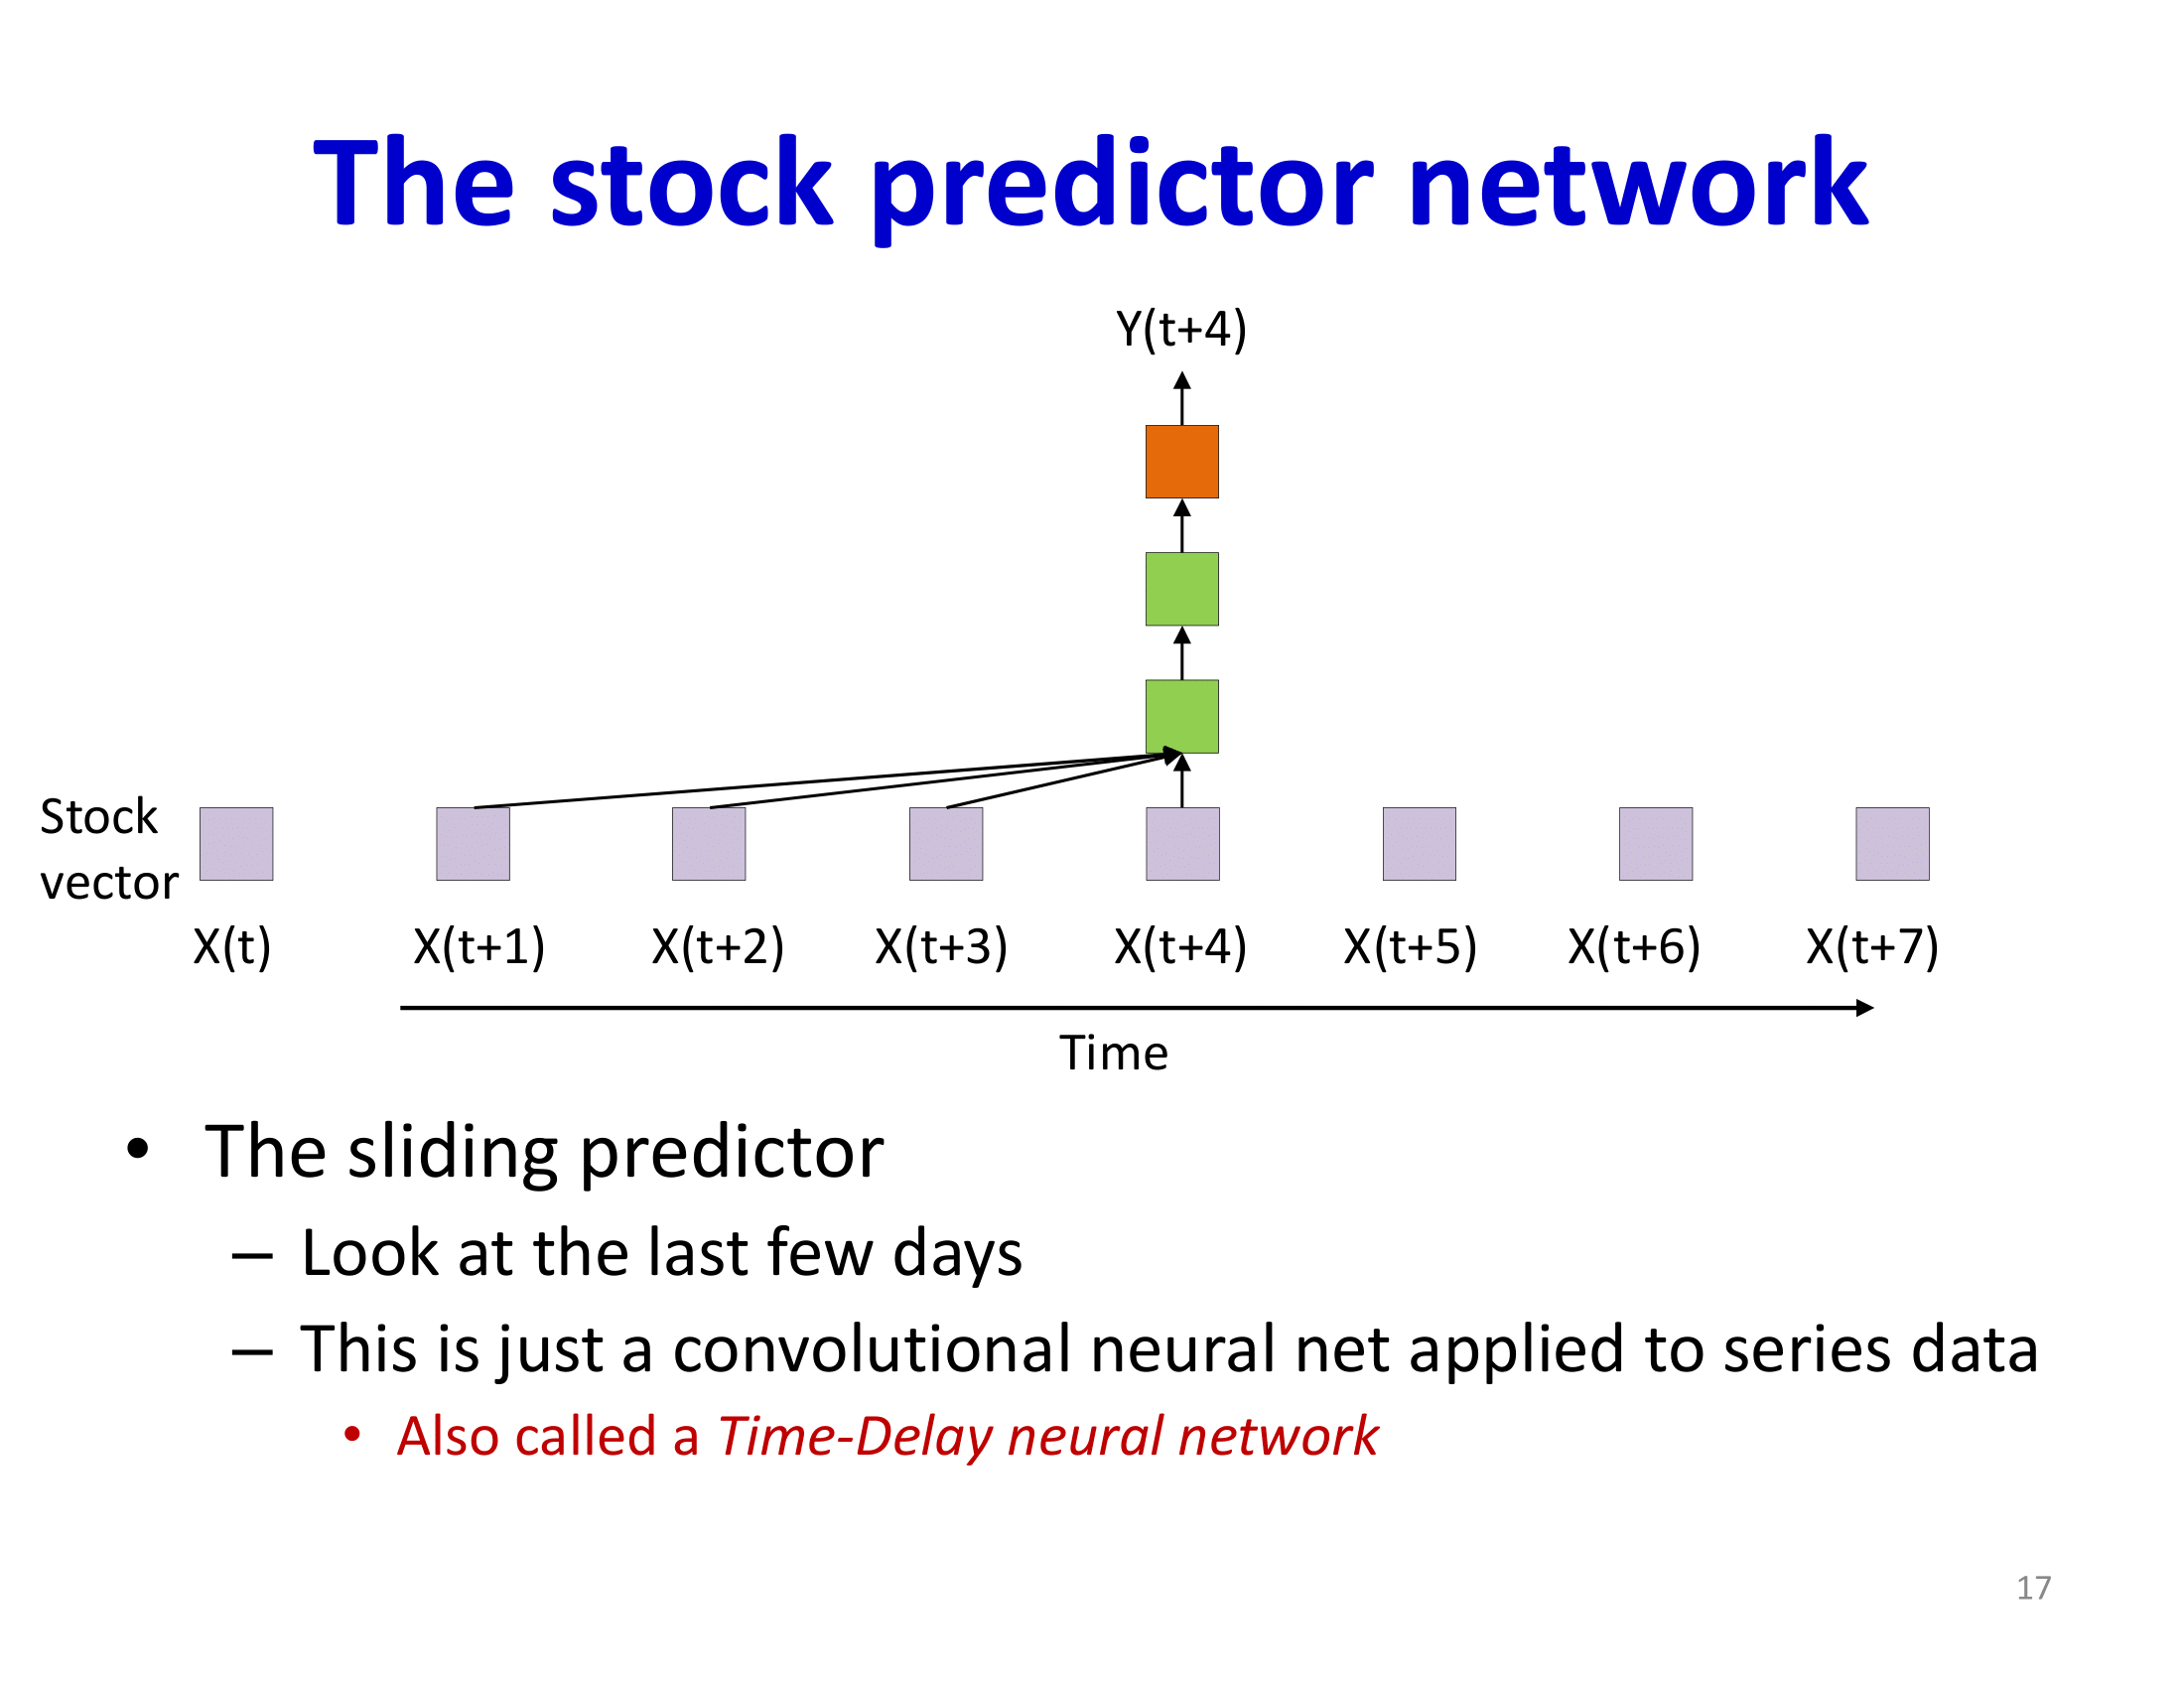 The stock predictor network
Y(t+4)
Stock
vector
X(t) X(t+1) X(t+2) X(t+3) X(t+4) X(t+5) X(t+6) X(t+7)
Time
• The sliding predictor
– Look at the last few days
– This is just a convolutional neural net applied to series data
• Also called a Time-Delay neural network
17